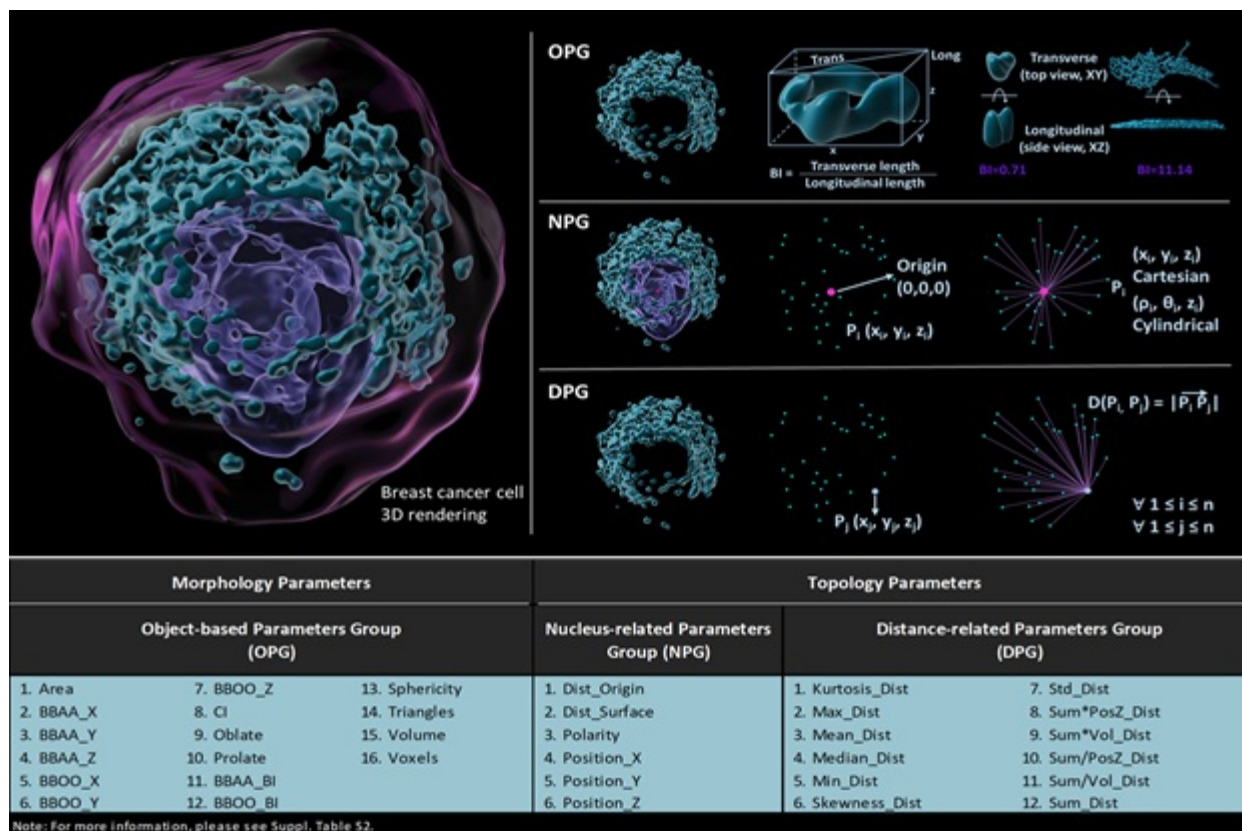 Breast cancer cell
3D rendering
OPG
Trans
Long
z
Y
x
BI = Transverse length
Longitudinal length
Transverse
(top view, XY)
Longitudinal
(side view, XZ)
BI=0.71
BI=11.14
NPG
Origin
(0,0,0)
Pᵢ (xᵢ, yᵢ, zᵢ)
(xᵢ, yᵢ, zᵢ)
Cartesian
Pᵢ
(ρᵢ, θᵢ, zᵢ)
Cylindrical
DPG
Pⱼ (xⱼ, yⱼ, zⱼ)
D(Pᵢ, Pⱼ) = |PᵢPⱼ|
∀ 1 ≤ i ≤ n
∀ 1 ≤ j ≤ n
Morphology Parameters
Topology Parameters
Object-based Parameters Group
(OPG)
Nucleus-related Parameters
Group (NPG)
Distance-related Parameters Group
(DPG)
1. Area
2. BBAA_X
3. BBAA_Y
4. BBAA_Z
5. BBOO_X
6. BBOO_Y
7. BBOO_Z
8. CI
9. Oblate
10. Prolate
11. BBAA_BI
12. BBOO_BI
13. Sphericity
14. Triangles
15. Volume
16. Voxels
1. Dist_Origin
2. Dist_Surface
3. Polarity
4. Position_X
5. Position_Y
6. Position_Z
1. Kurtosis_Dist
2. Max_Dist
3. Mean_Dist
4. Median_Dist
5. Min_Dist
6. Skewness_Dist
7. Std_Dist
8. Sum*PosZ_Dist
9. Sum*Vol_Dist
10. Sum/PosZ_Dist
11. Sum/Vol_Dist
12. Sum_Dist
Note: For more information, please see Suppl. Table S2.